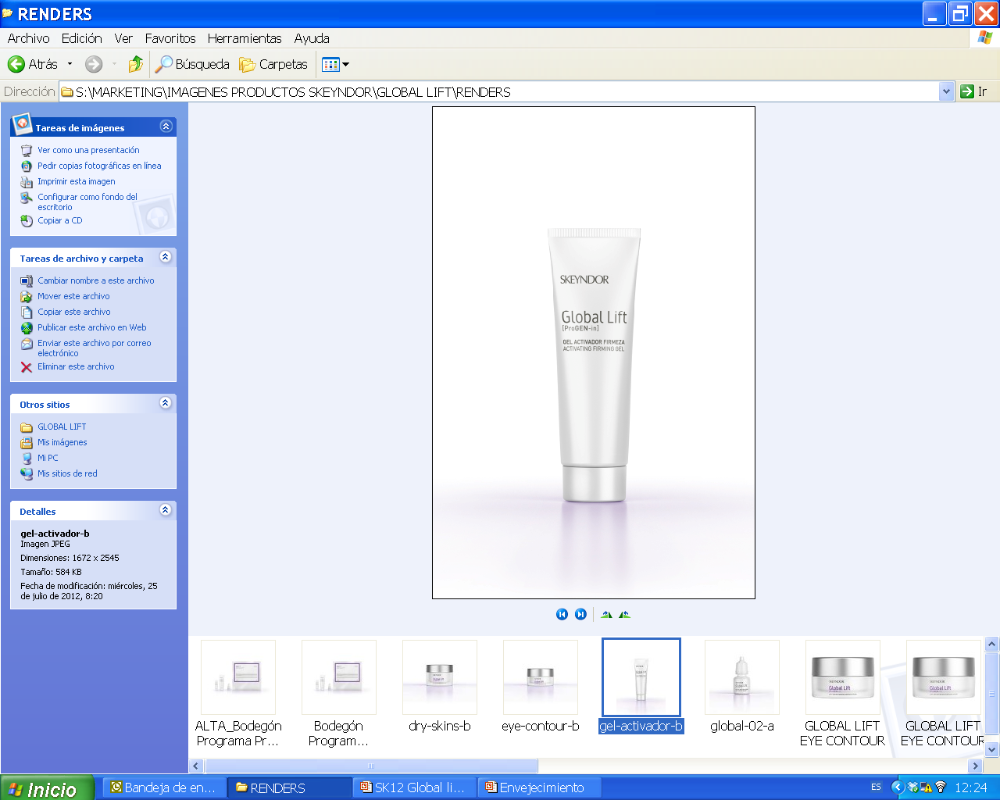 RENDERS
Archivo Edición Ver Favoritos Herramientas Ayuda
Atrás Búsqueda Carpetas
Dirección S:\MARKETING\IMAGENES PRODUCTOS SKEYNDOR\GLOBAL LIFT\RENDERS Ir
Tareas de imágenes
Ver como una presentación
Pedir copias fotográficas en línea
Imprimir esta imagen
Configurar como fondo del
escritorio
Copiar a CD
Tareas de archivo y carpeta
Cambiar nombre a este archivo
Mover este archivo
Copiar este archivo
Publicar este archivo en Web
Enviar este archivo por correo
electrónico
Eliminar este archivo
Otros sitios
GLOBAL LIFT
Mis imágenes
Mi PC
Mis sitios de red
Detalles
gel-activador-b
Imagen JPEG
Dimensiones: 1672 x 2545
Tamaño: 584 KB
Fecha de modificación: miércoles, 25
de julio de 2012, 8:20
SKEYNDOR
Global Lift
[ProGEN-in]
GEL ACTIVADOR FIRMEZA
ACTIVATING FIRMING GEL
SKEYNDOR
Global Lift
SKEYNDOR
Global Lift
ALTA_Bodegón
Programa Pr...
Bodegón
Program...
dry-skins-b
eye-contour-b
gel-activador-b
global-02-a
GLOBAL LIFT
EYE CONTOUR
GLOBAL LIFT
EYE CONTOUR
Inicio
Bandeja de en...
RENDERS
SK12 Global li...
Envejecimiento
ES
12:24